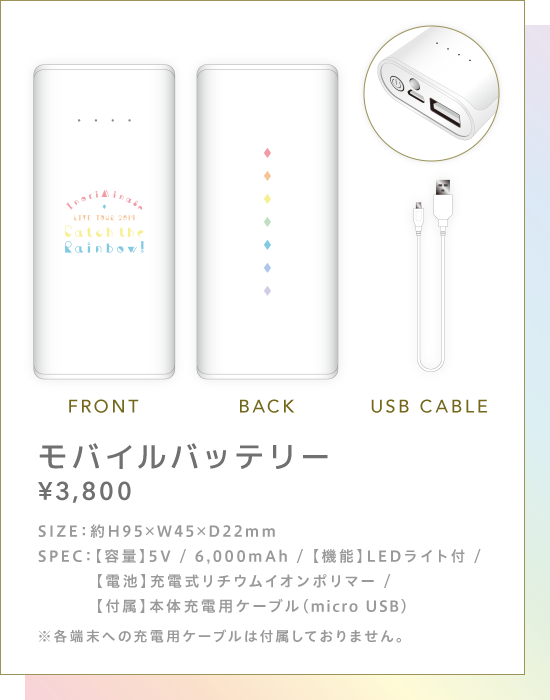 Inori Minase
LIVE TOUR 2019
Catch the
Rainbow!
FRONT
BACK
USB CABLE
モバイルバッテリー
¥3,800
SIZE：約H95×W45×D22mm
SPEC：【容量】5V / 6,000mAh / 【機能】LEDライト付 /
【電池】充電式リチウムイオンポリマー /
【付属】本体充電用ケーブル（micro USB）
※各端末への充電用ケーブルは付属しておりません。